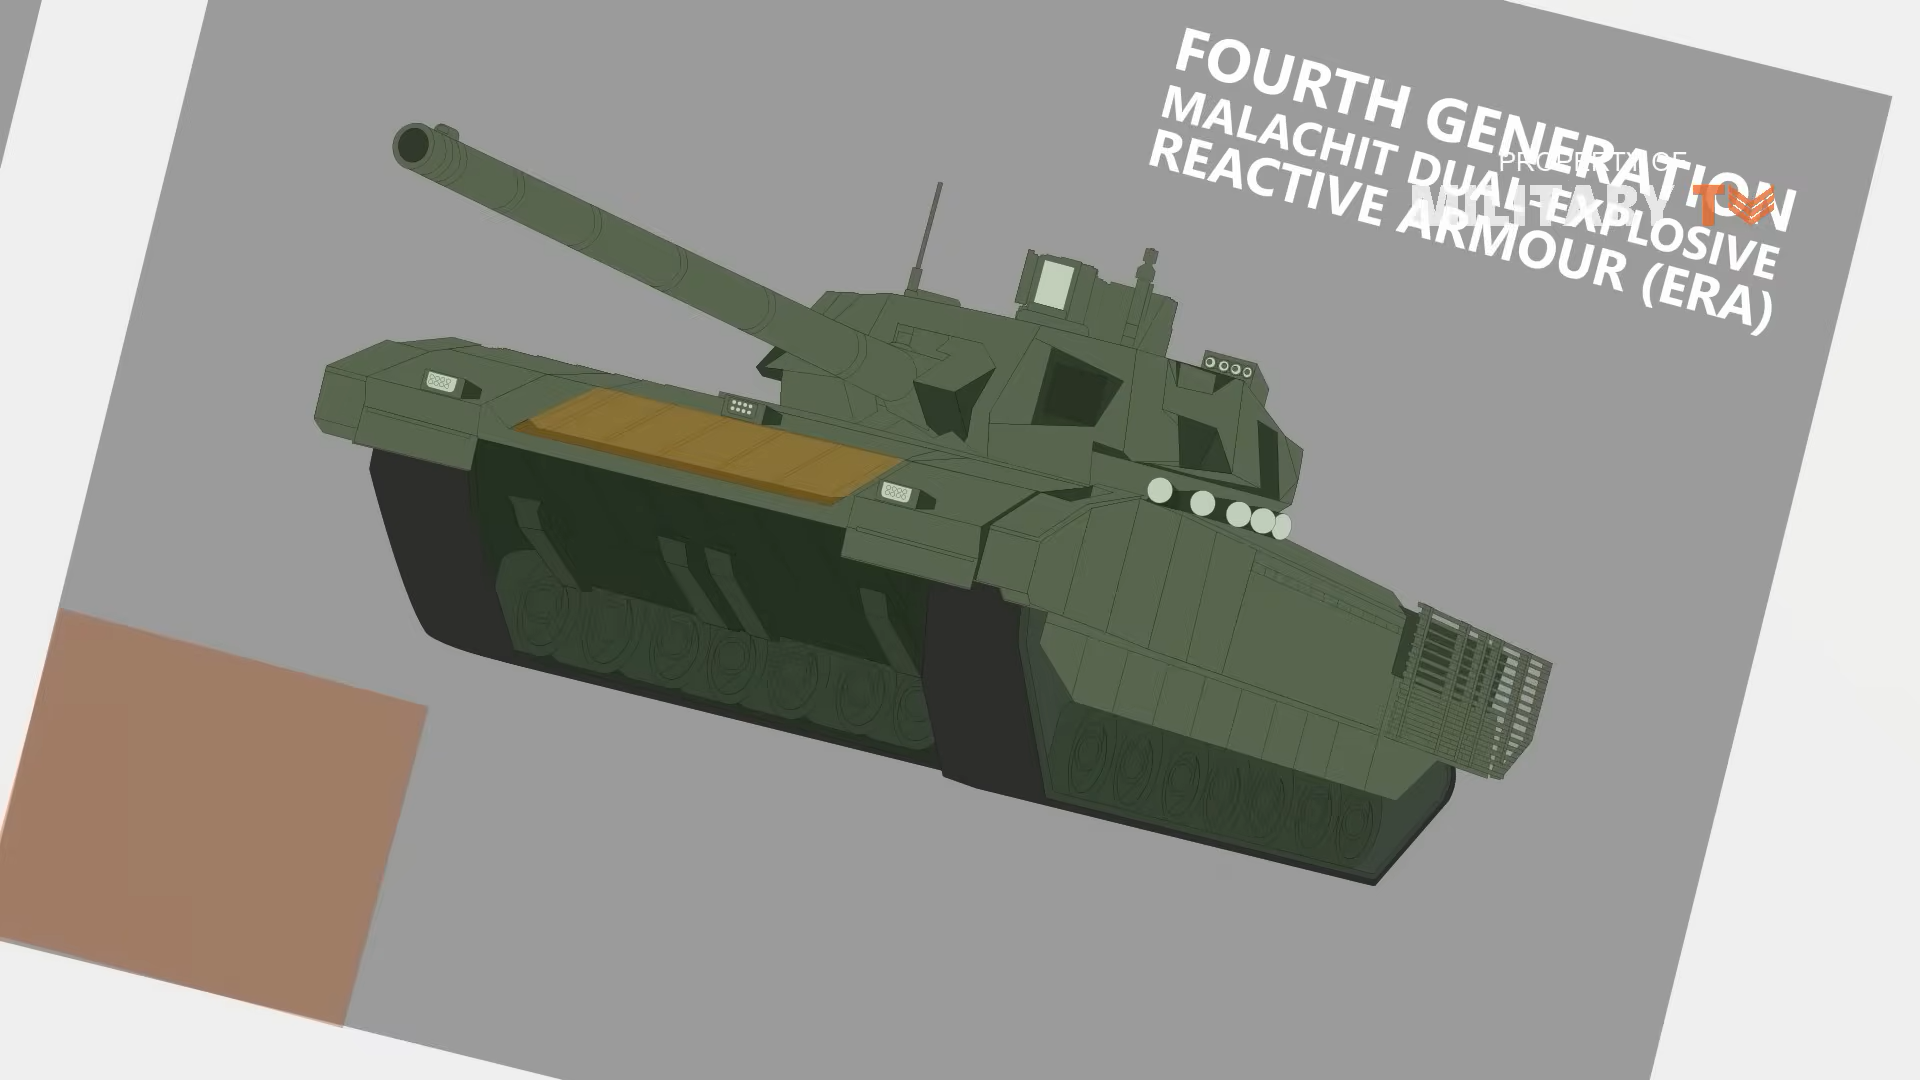 FOURTH GENERATION
MALACHIT DUAL-EXPLOSIVE
REACTIVE ARMOUR (ERA)
PROPERTY OF
MILITARY TV